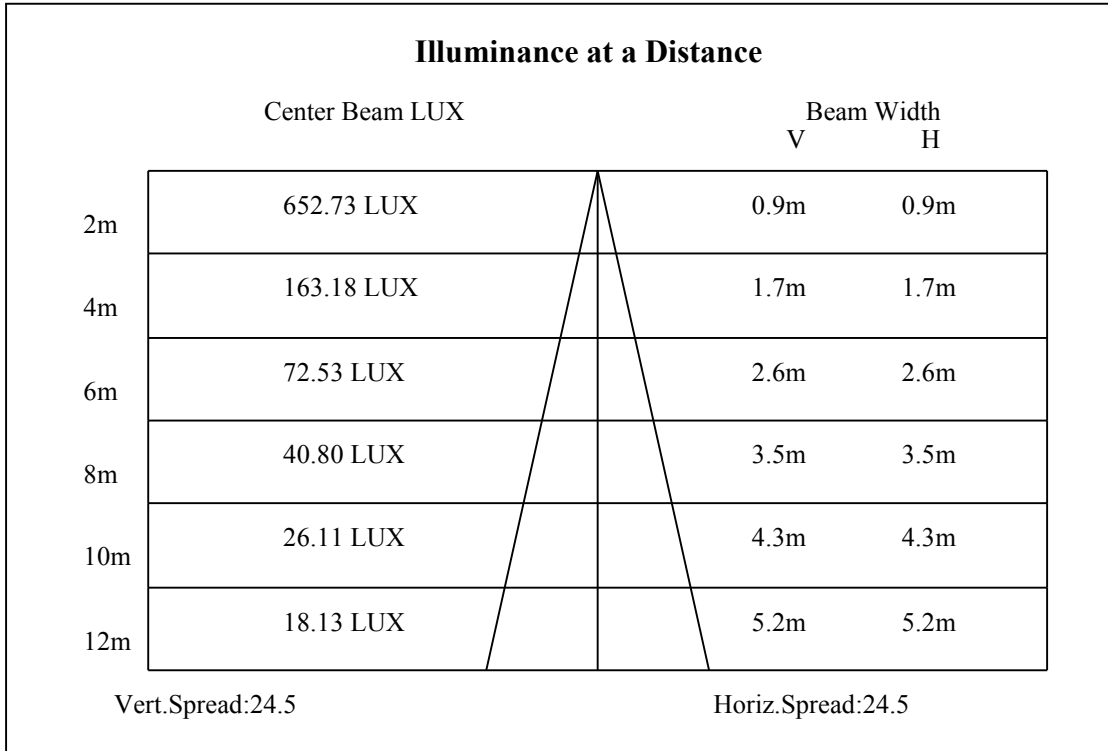 Illuminance at a Distance
Center Beam LUX Beam Width
V H
2m 652.73 LUX 0.9m 0.9m
4m 163.18 LUX 1.7m 1.7m
6m 72.53 LUX 2.6m 2.6m
8m 40.80 LUX 3.5m 3.5m
10m 26.11 LUX 4.3m 4.3m
12m 18.13 LUX 5.2m 5.2m
Vert.Spread:24.5 Horiz.Spread:24.5